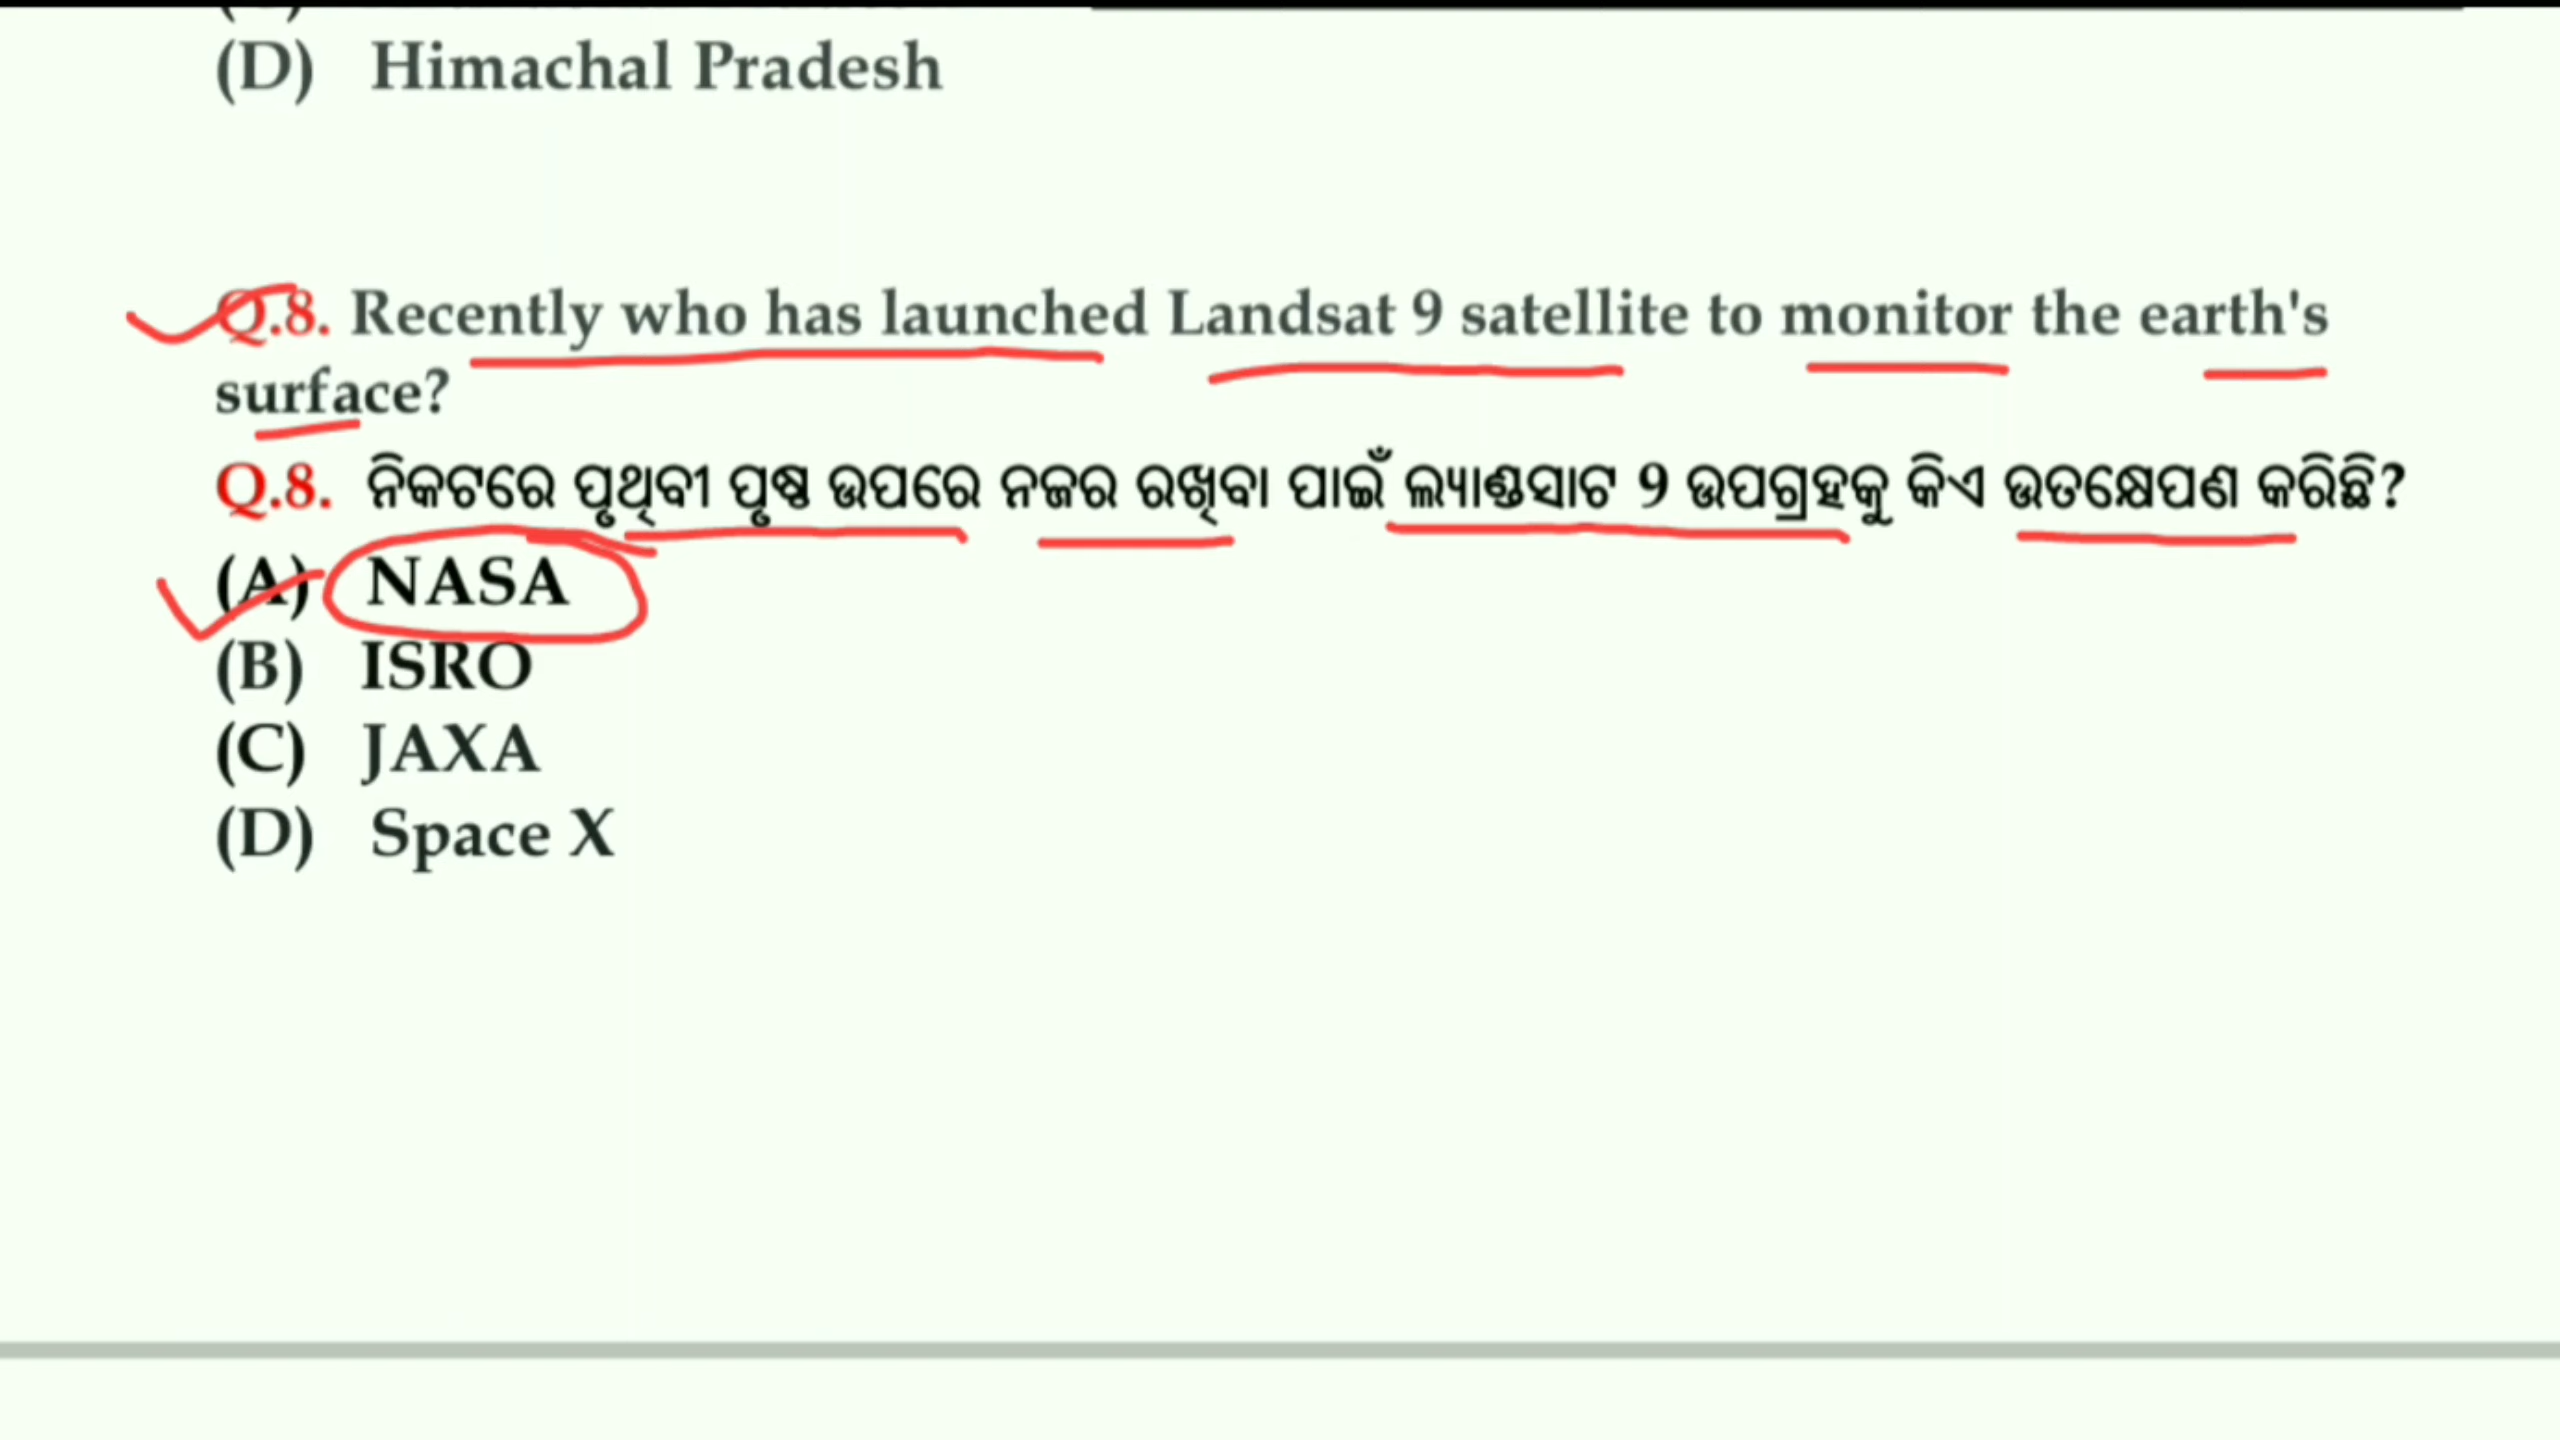 (D) Himachal Pradesh
Q.8. Recently who has launched Landsat 9 satellite to monitor the earth's
surface?
Q.8. ନିକଟରେ ପୃଥିବୀ ପୃଷ୍ଠ ଉପରେ ନଜର ରଖିବା ପାଇଁ ଲ୍ୟାଣ୍ଡସାଟ 9 ଉପଗ୍ରହକୁ କିଏ ଉତକ୍ଷେପଣ କରିଛି?
(A) NASA
(B) ISRO
(C) JAXA
(D) Space X